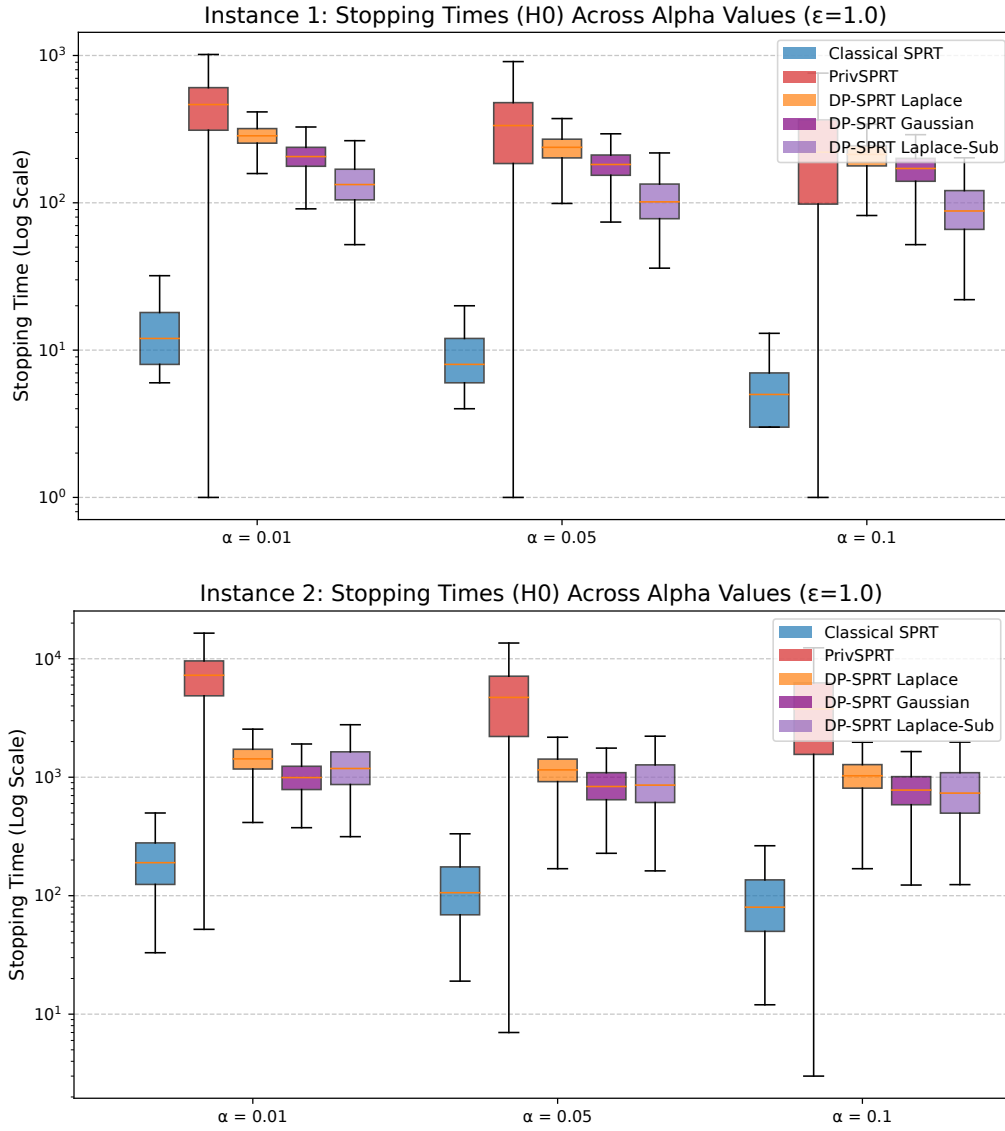 Instance 1: Stopping Times (H0) Across Alpha Values (ε=1.0)
Stopping Time (Log Scale)
10³
10²
10¹
10⁰
Classical SPRT
PrivSPRT
DP-SPRT Laplace
DP-SPRT Gaussian
DP-SPRT Laplace-Sub
α = 0.01
α = 0.05
α = 0.1
Instance 2: Stopping Times (H0) Across Alpha Values (ε=1.0)
Stopping Time (Log Scale)
10⁴
10³
10²
10¹
Classical SPRT
PrivSPRT
DP-SPRT Laplace
DP-SPRT Gaussian
DP-SPRT Laplace-Sub
α = 0.01
α = 0.05
α = 0.1